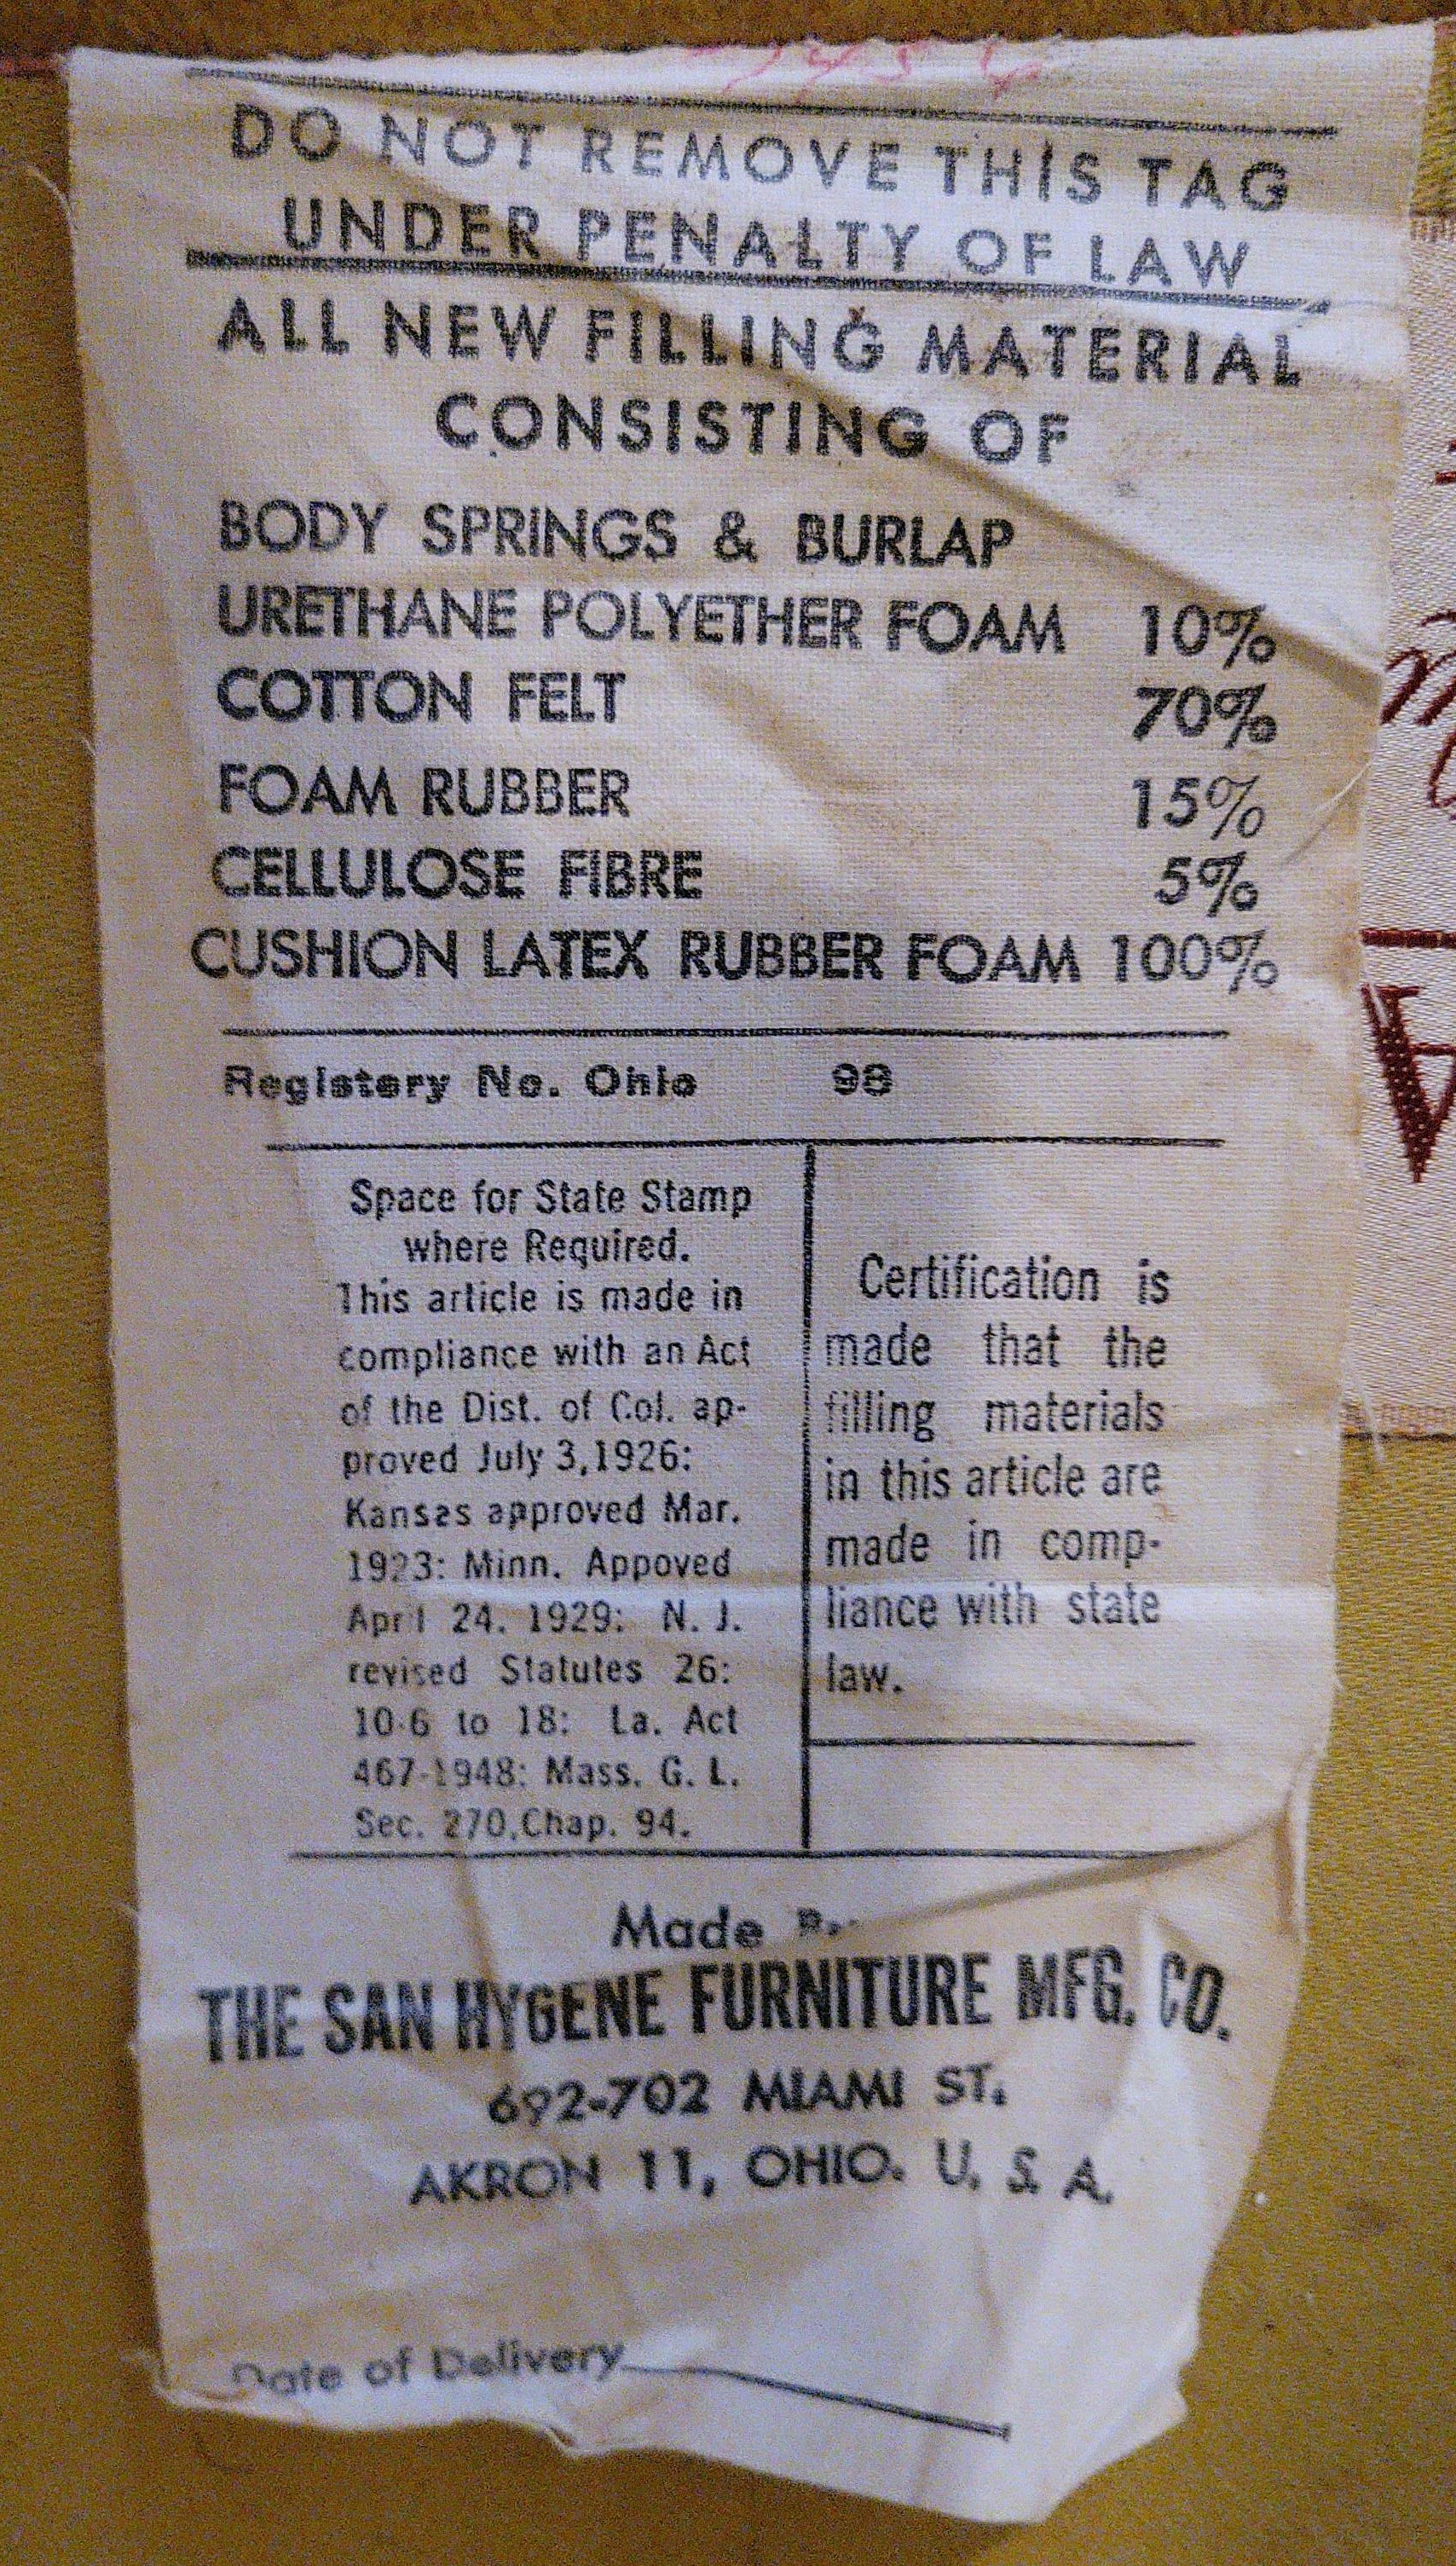 DO NOT REMOVE THIS TAG
UNDER PENALTY OF LAW
ALL NEW FILLING MATERIAL
CONSISTING OF
BODY SPRINGS & BURLAP
URETHANE POLYETHER FOAM 10%
COTTON FELT 70%
FOAM RUBBER 15%
CELLULOSE FIBRE 5%
CUSHION LATEX RUBBER FOAM 100%
Registery No. Ohio 98
Space for State Stamp
where Required.
This article is made in
compliance with an Act
of the Dist. of Col. ap-
proved July 3,1926:
Kansas approved Mar.
1923: Minn. Appoved
April 24. 1929: N. J.
revised Statutes 26:
10-6 to 18: La. Act
467-1948: Mass. G. L.
Sec. 270,Chap. 94.
Certification is
made that the
filling materials
in this article are
made in comp-
liance with state
law.
Made By
THE SAN HYGENE FURNITURE MFG. CO.
692-702 MIAMI ST.
AKRON 11, OHIO. U. S. A.
Date of Delivery